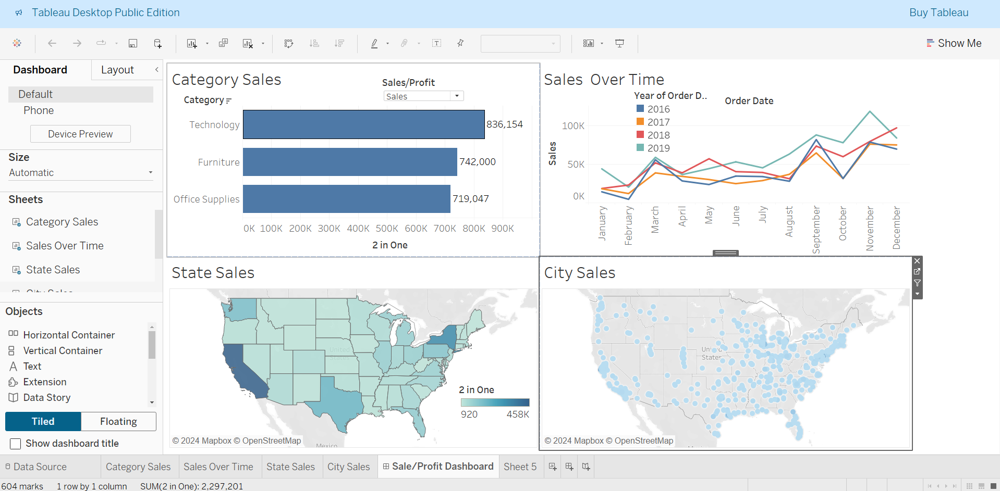 Tableau Desktop Public Edition
Buy Tableau
Show Me
Dashboard
Layout
Default
Phone
Device Preview
Size
Automatic
Sheets
Category Sales
Sales Over Time
State Sales
City Sales
Objects
Horizontal Container
Vertical Container
Text
Extension
Data Story
Tiled
Floating
Show dashboard title
Category Sales
Sales/Profit
Sales
Category
Technology
836,154
Furniture
742,000
Office Supplies
719,047
0K 100K 200K 300K 400K 500K 600K 700K 800K 900K
2 in One
Sales Over Time
Year of Order D..
Order Date
2016
2017
2018
2019
Sales
100K
50K
0K
January February March April May June July August September October November December
State Sales
United
States
Mexico
2 in One
920 458K
© 2024 Mapbox © OpenStreetMap
City Sales
United
States
© 2024 Mapbox © OpenStreetMap
Data Source
Category Sales
Sales Over Time
State Sales
City Sales
Sale/Profit Dashboard
Sheet 5
604 marks 1 row by 1 column SUM(2 in One): 2,297,201